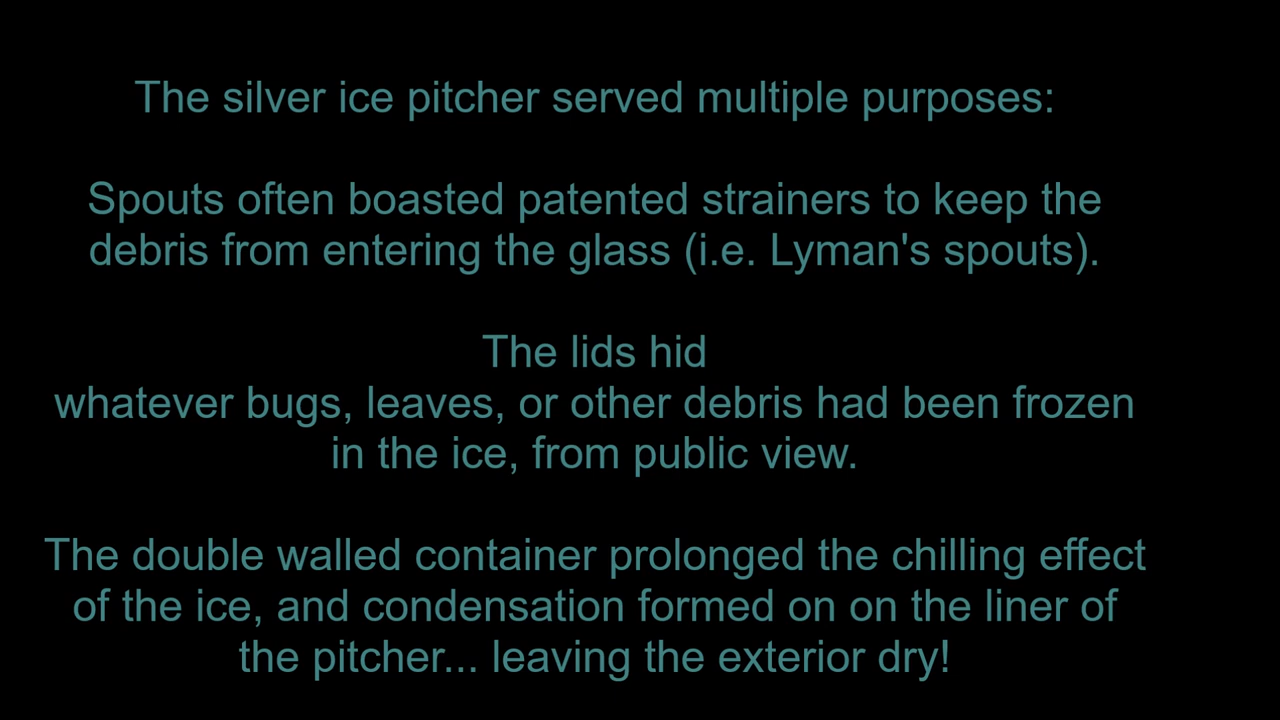 The silver ice pitcher served multiple purposes:
Spouts often boasted patented strainers to keep the
debris from entering the glass (i.e. Lyman's spouts).
The lids hid
whatever bugs, leaves, or other debris had been frozen
in the ice, from public view.
The double walled container prolonged the chilling effect
of the ice, and condensation formed on on the liner of
the pitcher... leaving the exterior dry!